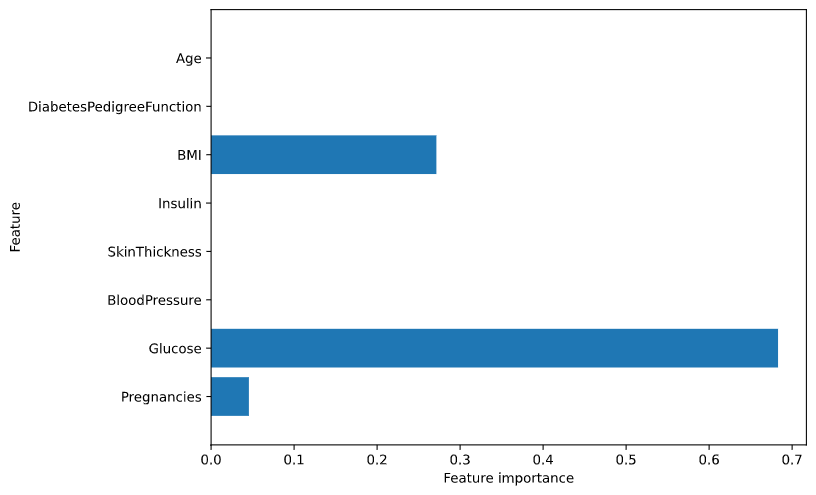 Age
DiabetesPedigreeFunction
BMI
Insulin
SkinThickness
BloodPressure
Glucose
Pregnancies
Feature
0.0 0.1 0.2 0.3 0.4 0.5 0.6 0.7
Feature importance